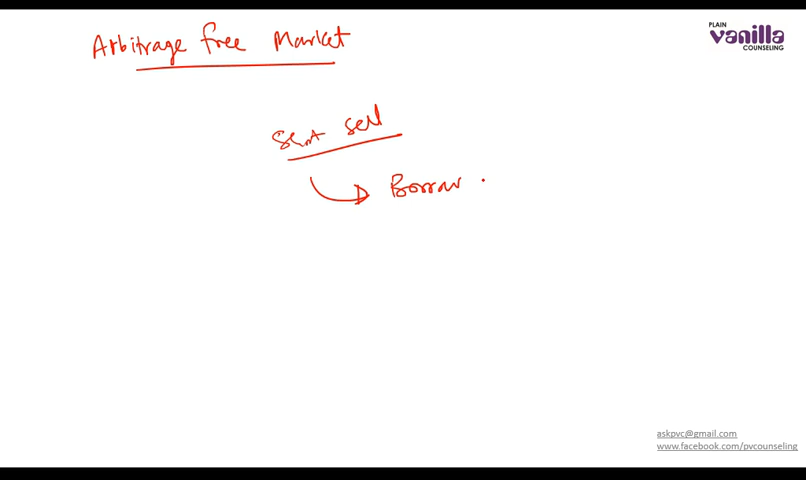 Arbitrage free Market
PLAIN
vanilla
COUNSELING
Short sell
Borrow
askpvc@gmail.com
www.facebook.com/pvcounseling